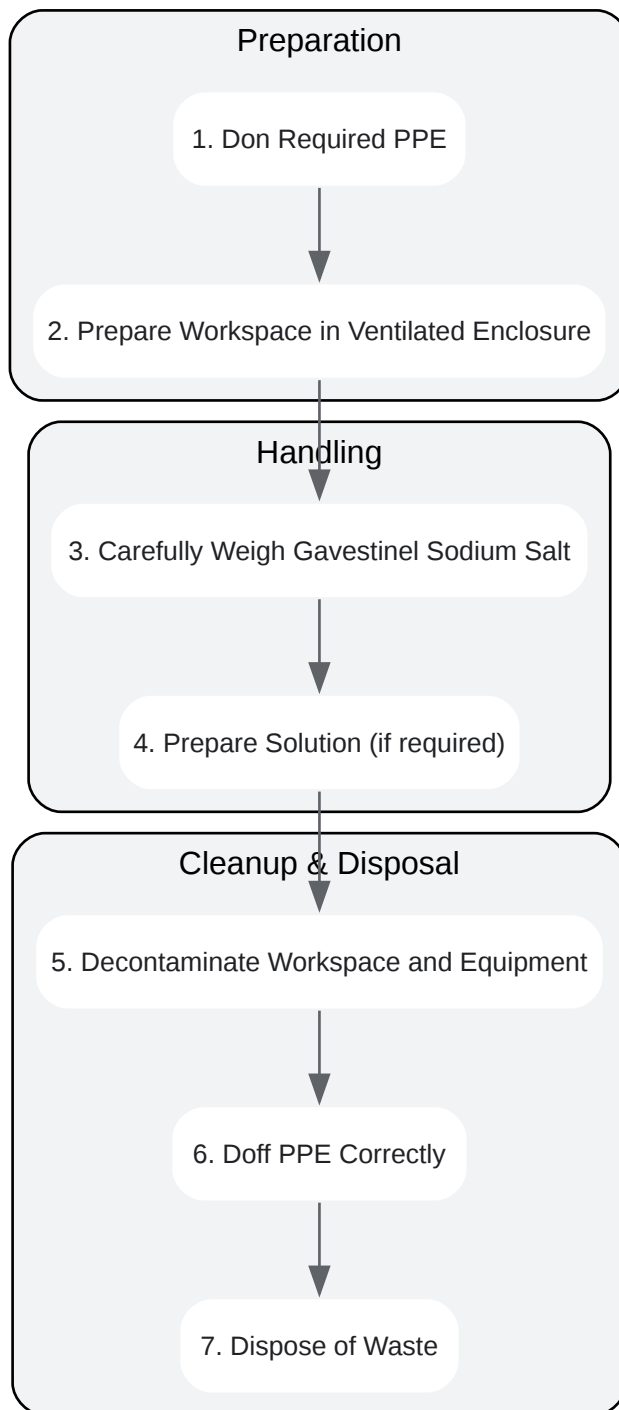 Preparation
1. Don Required PPE
2. Prepare Workspace in Ventilated Enclosure
Handling
3. Carefully Weigh Gavestinel Sodium Salt
4. Prepare Solution (if required)
Cleanup & Disposal
5. Decontaminate Workspace and Equipment
6. Doff PPE Correctly
7. Dispose of Waste